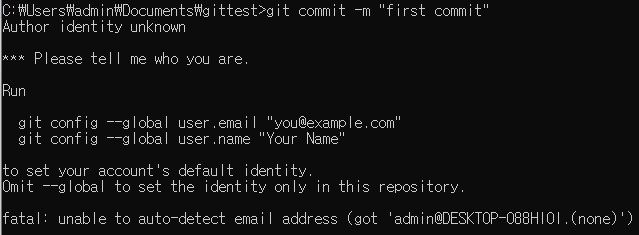 C:₩Users₩admin₩Documents₩gittest>git commit -m "first commit"
Author identity unknown
*** Please tell me who you are.
Run
git config --global user.email "you@example.com"
git config --global user.name "Your Name"
to set your account's default identity.
Omit --global to set the identity only in this repository.
fatal: unable to auto-detect email address (got 'admin@DESKTOP-O88HIOI.(none)')